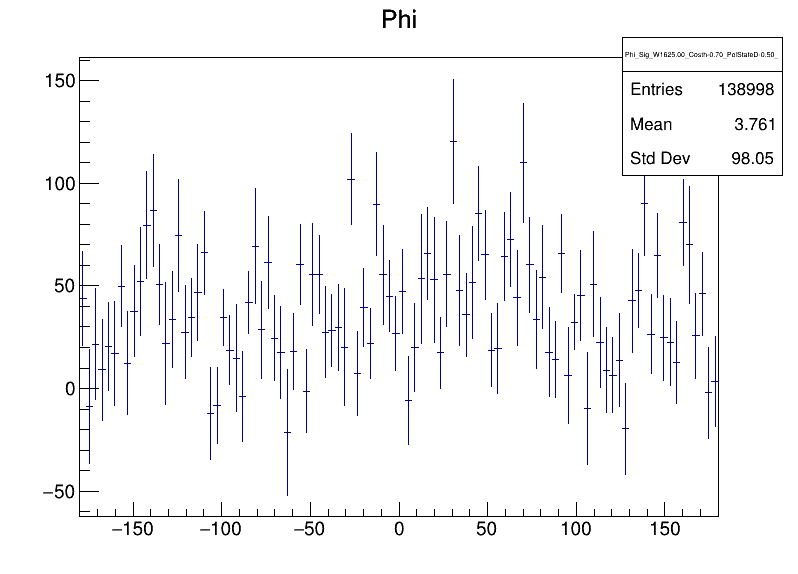 Phi
Phi_Sig_W1625.00_Costh-0.70_PolStateD-0.50_
Entries 138998
Mean 3.761
Std Dev 98.05
150
100
50
0
−50
−150 −100 −50 0 50 100 150